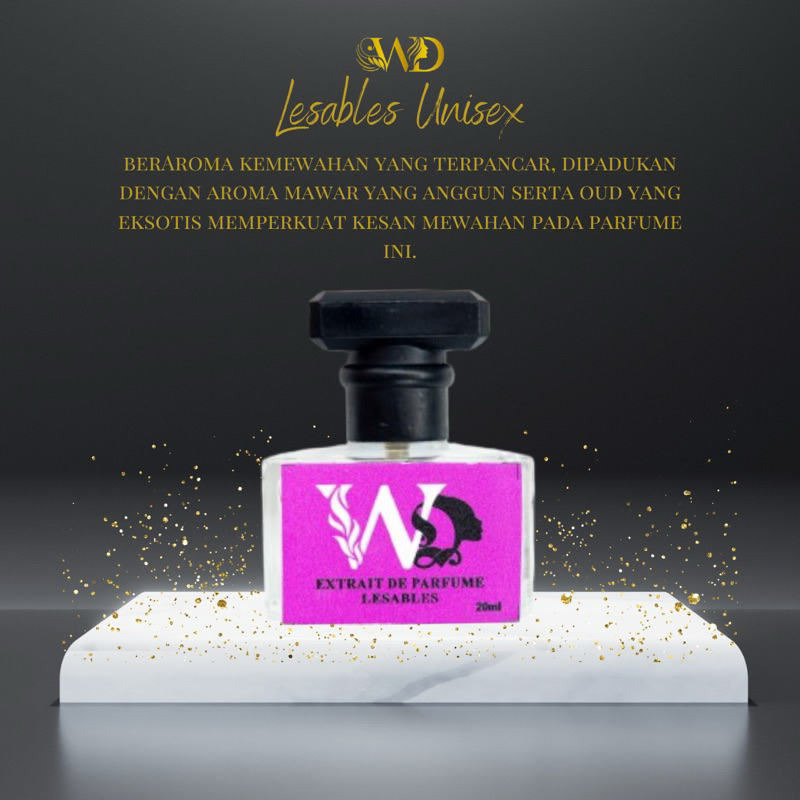 WD
Lesables Unisex
BERAROMA KEMEWAHAN YANG TERPANCAR, DIPADUKAN
DENGAN AROMA MAWAR YANG ANGGUN SERTA OUD YANG
EKSOTIS MEMPERKUAT KESAN MEWAHAN PADA PARFUME
INI.
WD
EXTRAIT DE PARFUME
LESABLES
20ml